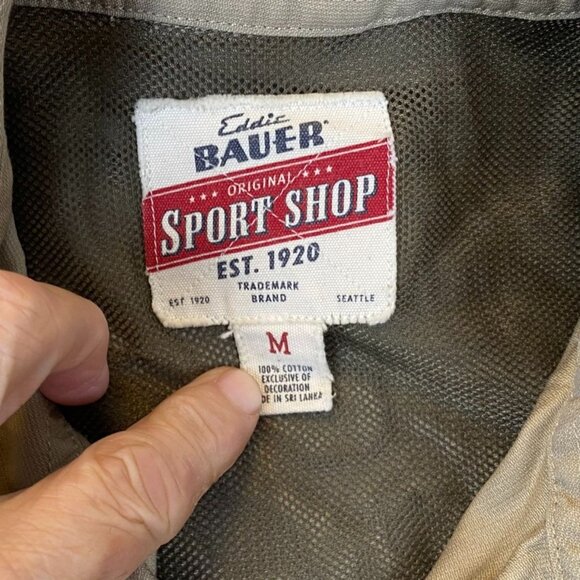 Eddie
BAUER
ORIGINAL
SPORT SHOP
EST. 1920
TRADEMARK
EST 1920 BRAND SEATTLE
M
100% COTTON
EXCLUSIVE OF
DECORATION
DE IN SRI LANKA